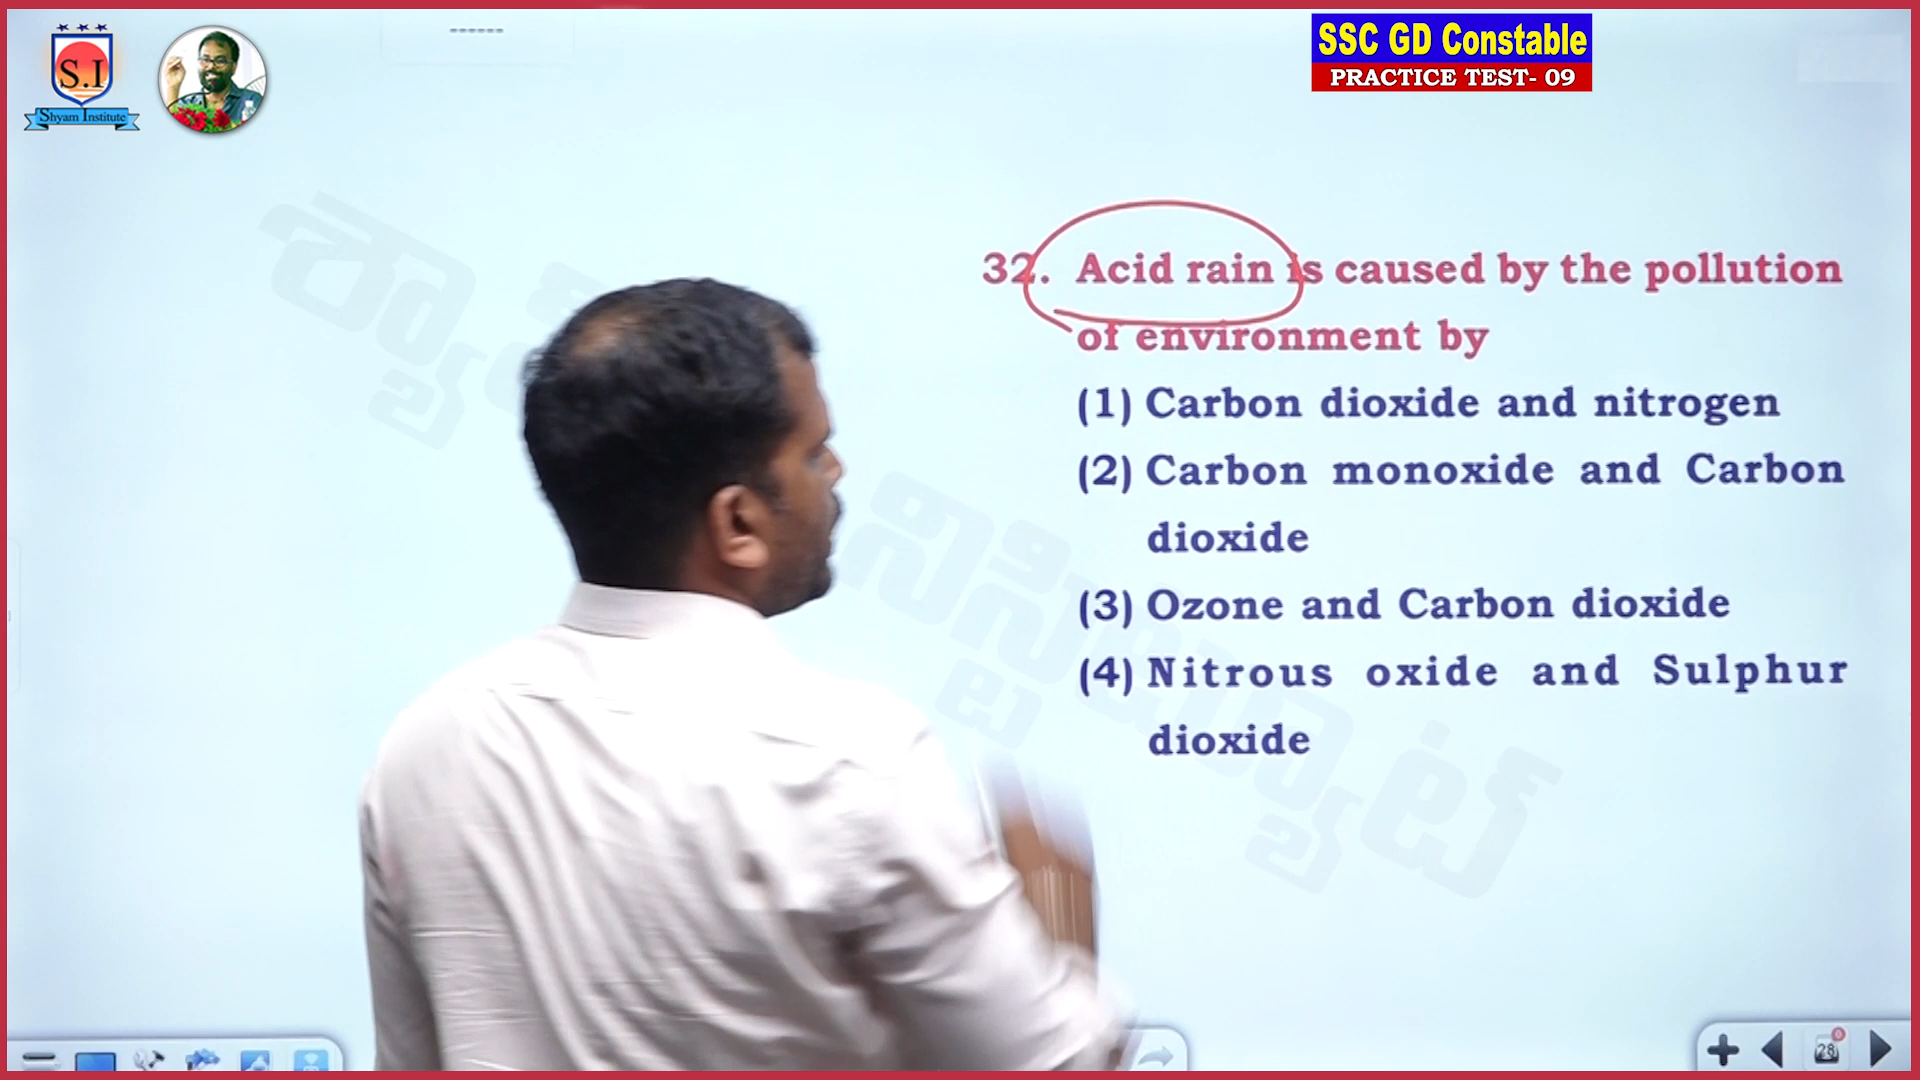 S.I
Shyam Institute
SSC GD Constable
PRACTICE TEST- 09
32. Acid rain is caused by the pollution
of environment by
(1) Carbon dioxide and nitrogen
(2) Carbon monoxide and Carbon
dioxide
(3) Ozone and Carbon dioxide
(4) Nitrous oxide and Sulphur
dioxide
28